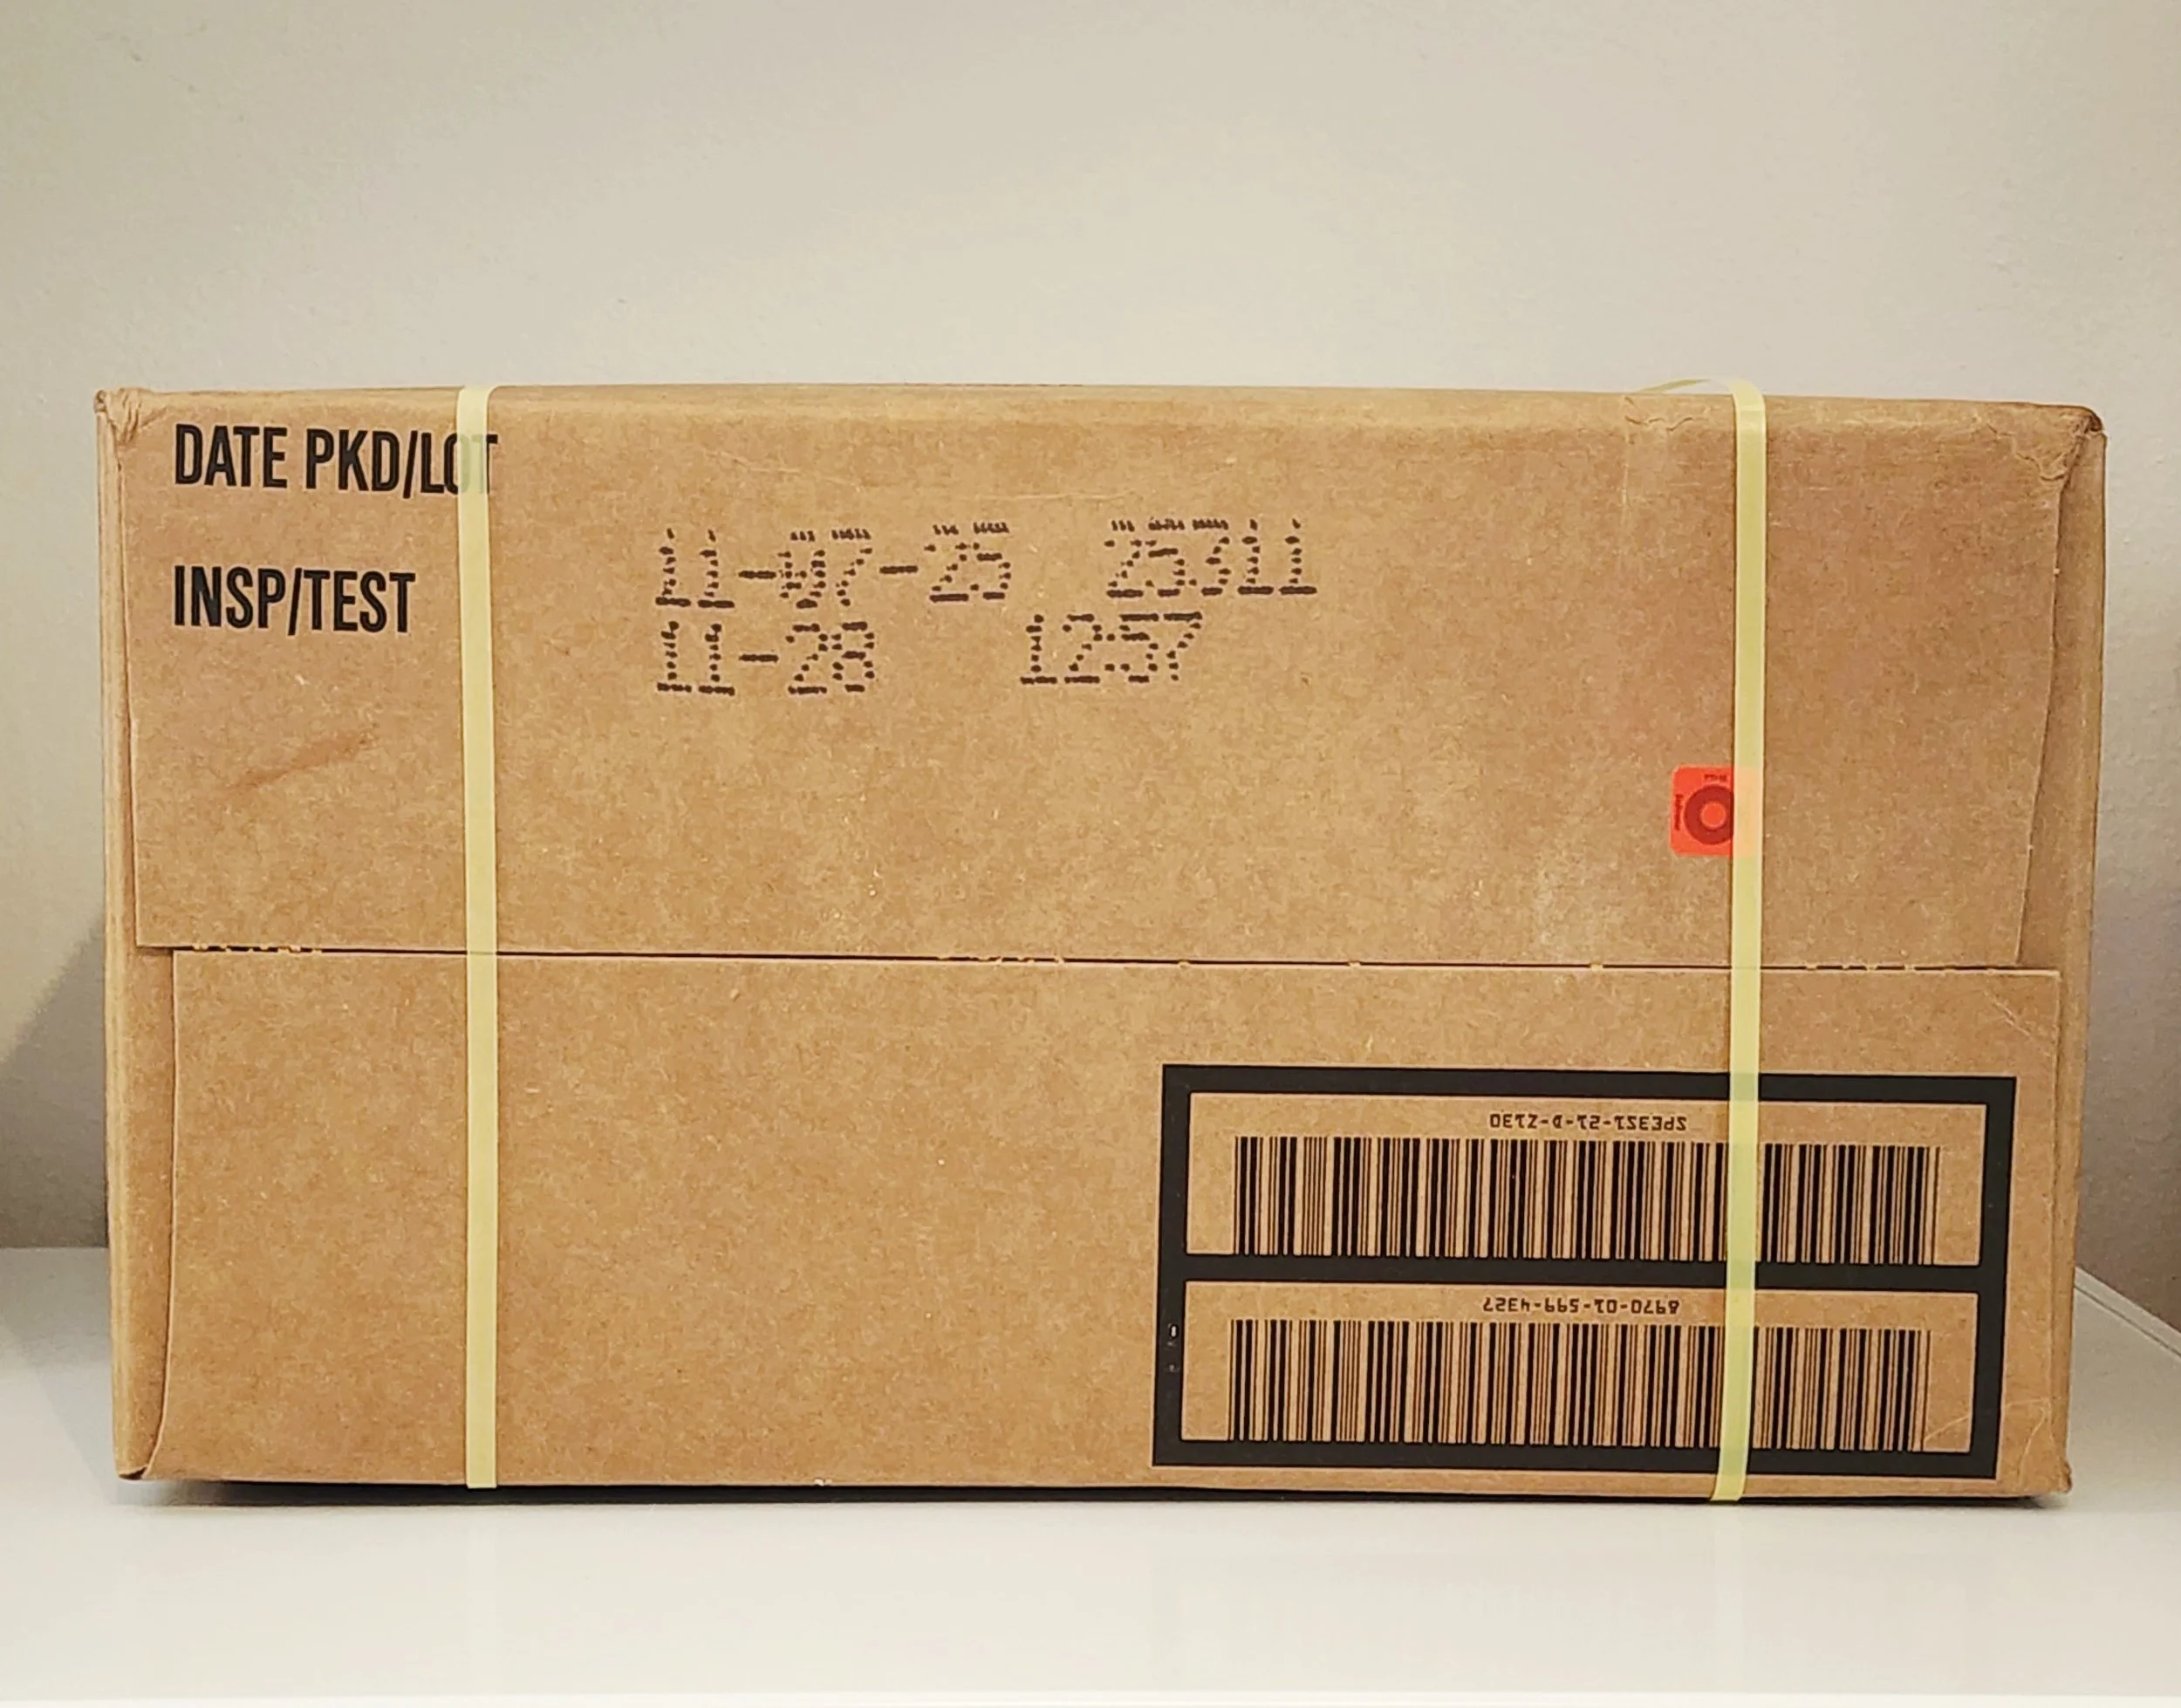 DATE PKD/LOT
11-07-25 25311
INSP/TEST
11-28 12:57
SPE3S1-21-D-Z130
8970-01-599-4327